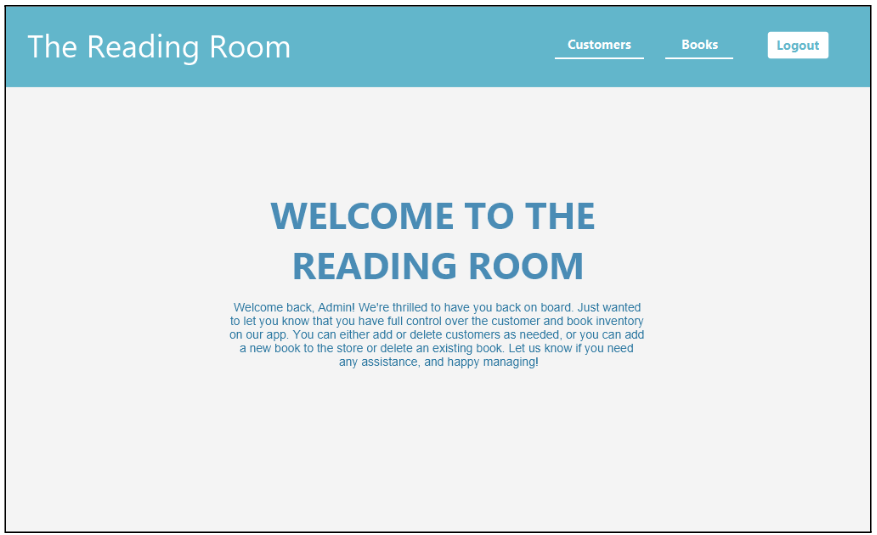 The Reading Room
Customers
Books
Logout
WELCOME TO THE
READING ROOM
Welcome back, Admin! We're thrilled to have you back on board. Just wanted
to let you know that you have full control over the customer and book inventory
on our app. You can either add or delete customers as needed, or you can add
a new book to the store or delete an existing book. Let us know if you need
any assistance, and happy managing!